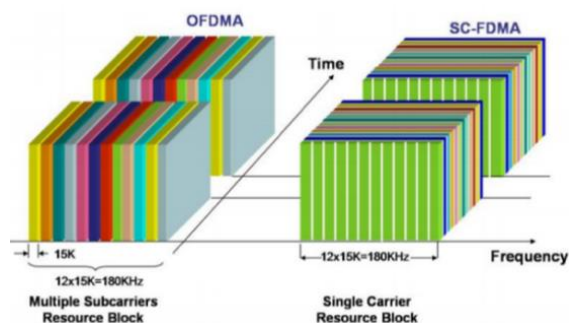 OFDMA
SC-FDMA
Time
Frequency
15K
12x15K=180KHz
12x15K=180KHz
Multiple Subcarriers
Resource Block
Single Carrier
Resource Block